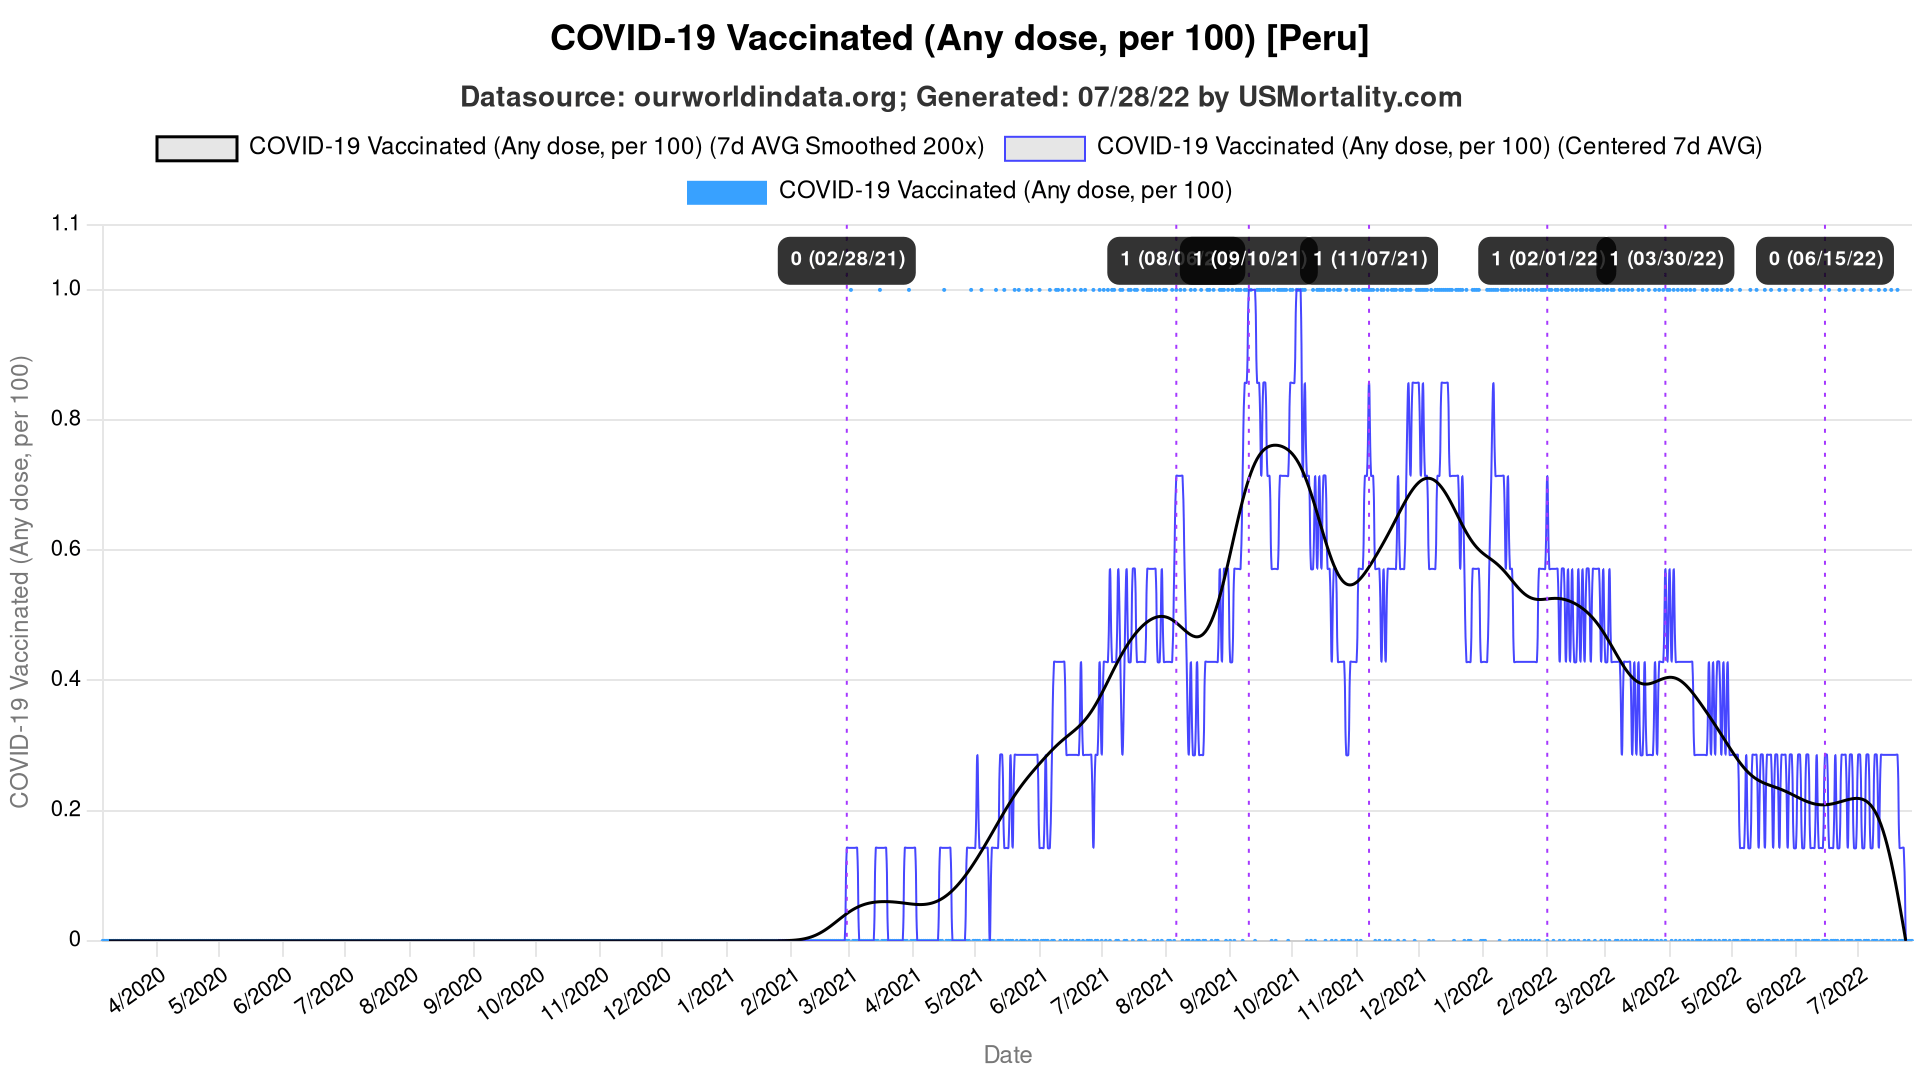 COVID-19 Vaccinated (Any dose, per 100) [Peru]
Datasource: ourworldindata.org; Generated: 07/28/22 by USMortality.com
COVID-19 Vaccinated (Any dose, per 100) (7d AVG Smoothed 200x) COVID-19 Vaccinated (Any dose, per 100) (Centered 7d AVG)
COVID-19 Vaccinated (Any dose, per 100)
1.1
0 (02/28/21) 1 (08/06 1 (09/10/21) 1 (11/07/21) 1 (02/01/22) 1 (03/30/22) 0 (06/15/22)
1.0
0.8
0.6
0.4
0.2
0
COVID-19 Vaccinated (Any dose, per 100)
4/2020 5/2020 6/2020 7/2020 8/2020 9/2020 10/2020 11/2020 12/2020 1/2021 2/2021 3/2021 4/2021 5/2021 6/2021 7/2021 8/2021 9/2021 10/2021 11/2021 12/2021 1/2022 2/2022 3/2022 4/2022 5/2022 6/2022 7/2022
Date